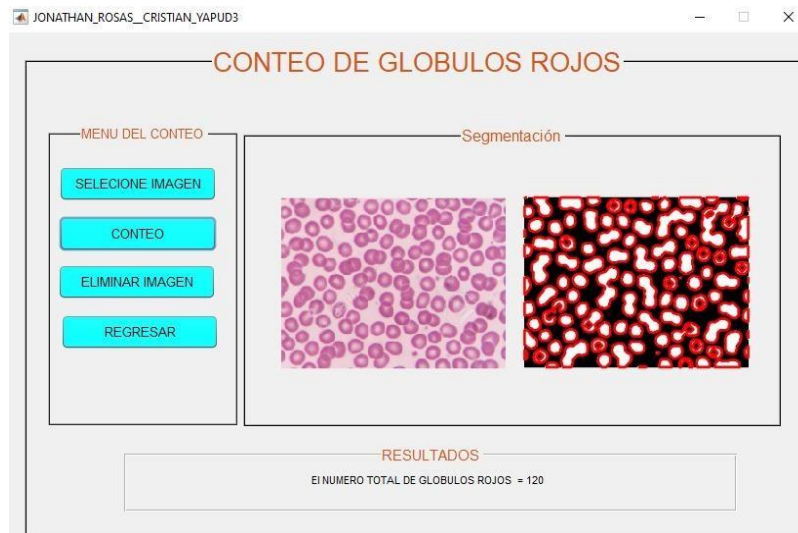 JONATHAN_ROSAS__CRISTIAN_YAPUD3
CONTEO DE GLOBULOS ROJOS
MENU DEL CONTEO
SELECIONE IMAGEN
CONTEO
ELIMINAR IMAGEN
REGRESAR
Segmentación
RESULTADOS
El NUMERO TOTAL DE GLOBULOS ROJOS = 120